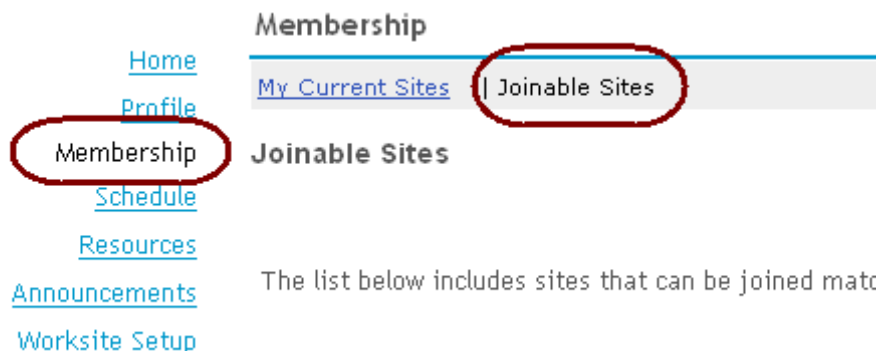 Membership
Home
My Current Sites | Joinable Sites
Profile
Membership
Joinable Sites
Schedule
Resources
The list below includes sites that can be joined
Announcements
Worksite Setup